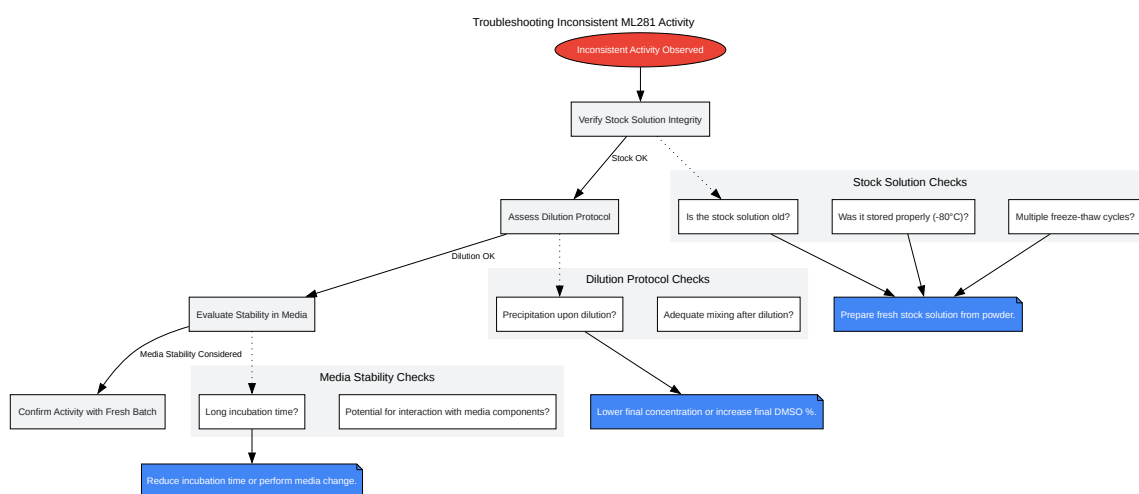 Troubleshooting Inconsistent ML281 Activity
Inconsistent Activity Observed
Verify Stock Solution Integrity
Stock OK
Stock Solution Checks
Assess Dilution Protocol
Is the stock solution old?
Was it stored properly (-80°C)?
Multiple freeze-thaw cycles?
Dilution OK
Dilution Protocol Checks
Evaluate Stability in Media
Precipitation upon dilution?
Adequate mixing after dilution?
Prepare fresh stock solution from powder.
Media Stability Considered
Media Stability Checks
Confirm Activity with Fresh Batch
Long incubation time?
Potential for interaction with media components?
Lower final concentration or increase final DMSO %.
Reduce incubation time or perform media change.